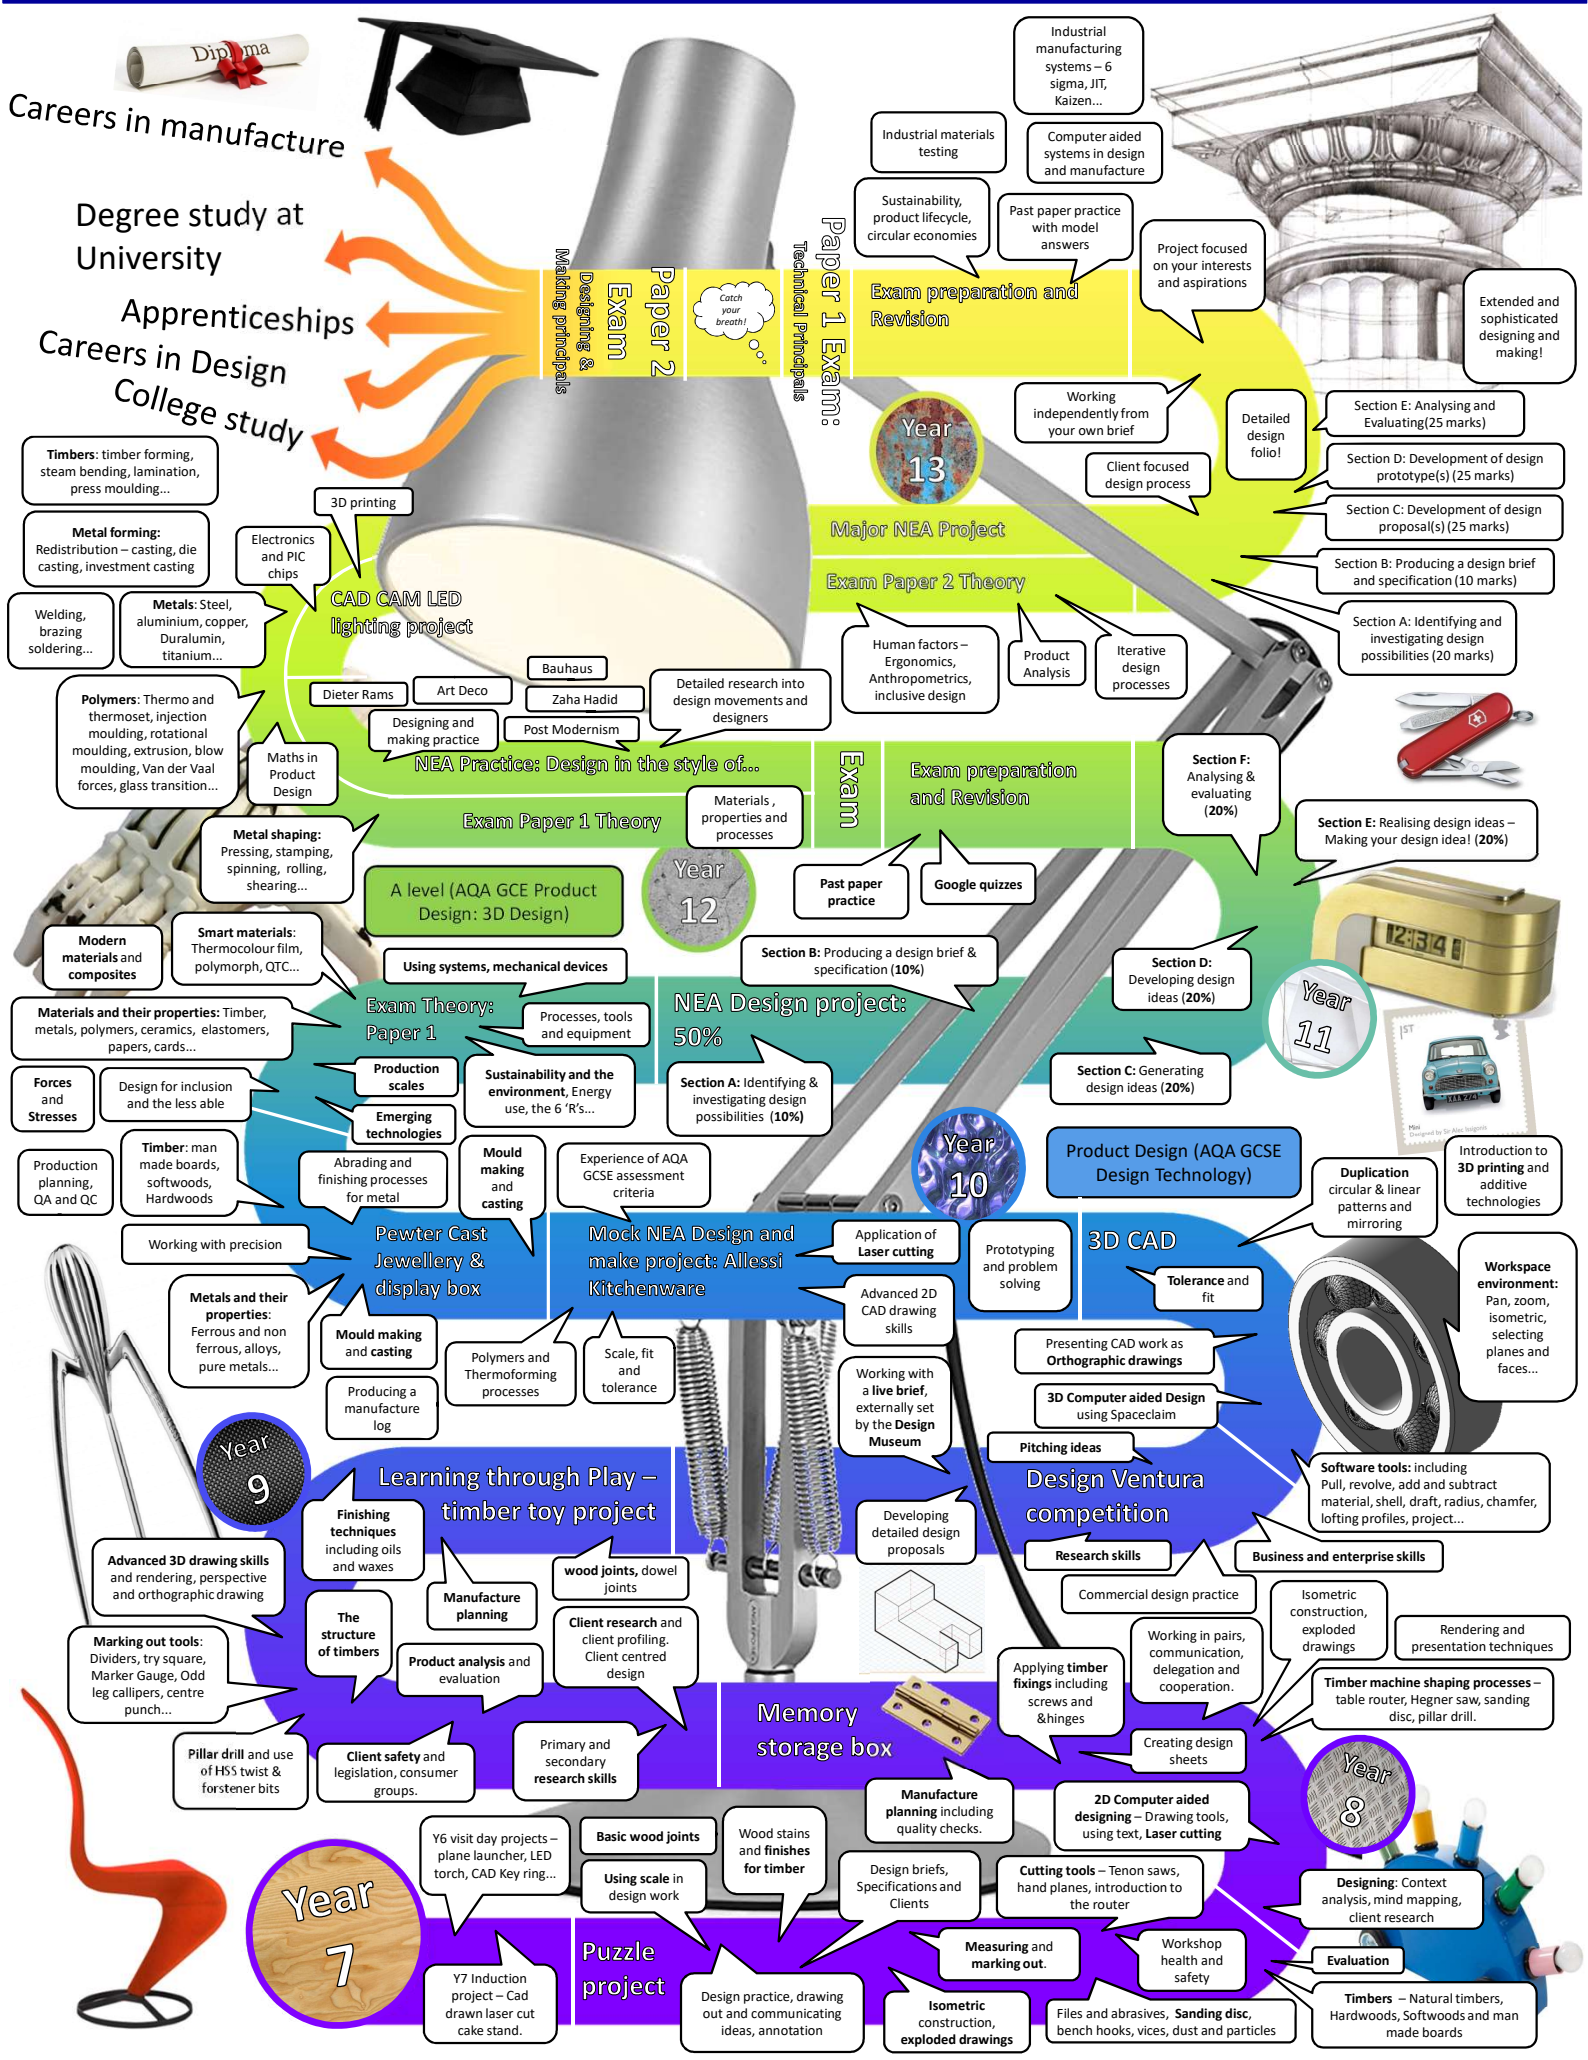 Diploma
Careers in manufacture
Degree study at
University
Apprenticeships
Careers in Design
College study
Industrial
manufacturing
systems – 6
sigma, JIT,
Kaizen...
Industrial materials
testing
Computer aided
systems in design
and manufacture
Sustainability,
product lifecycle,
circular economies
Past paper practice
with model
answers
Project focused
on your interests
and aspirations
Extended and
sophisticated
designing and
making!
Paper 2
Exam
Designing &
Making principals
Catch
your
breath!
Paper 1 Exam:
Technical Principals
Exam preparation and
Revision
Working
independently from
your own brief
Detailed
design
folio!
Section E: Analysing and
Evaluating(25 marks)
Year
13
Client focused
design process
Section D: Development of design
prototype(s) (25 marks)
Section C: Development of design
proposal(s) (25 marks)
Section B: Producing a design brief
and specification (10 marks)
Section A: Identifying and
investigating design
possibilities (20 marks)
Major NEA Project
Exam Paper 2 Theory
Human factors –
Ergonomics,
Anthropometrics,
inclusive design
Product
Analysis
Iterative
design
processes
Timbers: timber forming,
steam bending, lamination,
press moulding...
3D printing
Metal forming:
Redistribution – casting, die
casting, investment casting
Electronics
and PIC
chips
Welding,
brazing
soldering...
Metals: Steel,
aluminium, copper,
Duralumin,
titanium...
CAD CAM LED
lighting project
Polymers: Thermo and
thermoset, injection
moulding, rotational
moulding, extrusion, blow
moulding, Van der Vaal
forces, glass transition...
Maths in
Product
Design
Dieter Rams
Art Deco
Bauhaus
Zaha Hadid
Designing and
making practice
Post Modernism
Detailed research into
design movements and
designers
NEA Practice: Design in the style of...
Exam Paper 1 Theory
Materials ,
properties and
processes
Exam
Exam preparation
and Revision
Section F:
Analysing &
evaluating
(20%)
Section E: Realising design ideas –
Making your design idea! (20%)
Metal shaping:
Pressing, stamping,
spinning, rolling,
shearing...
A level (AQA GCE Product
Design: 3D Design)
Year
12
Past paper
practice
Google quizzes
Modern
materials and
composites
Smart materials:
Thermocolour film,
polymorph, QTC...
Using systems, mechanical devices
Section B: Producing a design brief &
specification (10%)
Section D:
Developing design
ideas (20%)
12:34
Year
11
Materials and their properties: Timber,
metals, polymers, ceramics, elastomers,
papers, cards...
Exam Theory:
Paper 1
Processes, tools
and equipment
NEA Design project:
50%
1ST
Mini
Designed by Sir Alec Issigonis
Forces
and
Stresses
Design for inclusion
and the less able
Production
scales
Emerging
technologies
Sustainability and the
environment, Energy
use, the 6 ‘R’s...
Section A: Identifying &
investigating design
possibilities (10%)
Section C: Generating
design ideas (20%)
Production
planning,
QA and QC
Timber: man
made boards,
softwoods,
Hardwoods
Abrading and
finishing processes
for metal
Mould
making
and
casting
Experience of AQA
GCSE assessment
criteria
Year
10
Product Design (AQA GCSE
Design Technology)
Duplication
circular & linear
patterns and
mirroring
Introduction to
3D printing and
additive
technologies
Working with precision
Pewter Cast
Jewellery &
display box
Mock NEA Design and
make project: Allessi
Kitchenware
Application of
Laser cutting
Prototyping
and problem
solving
3D CAD
Tolerance and
fit
Workspace
environment:
Pan, zoom,
isometric,
selecting
planes and
faces...
Metals and their
properties:
Ferrous and non
ferrous, alloys,
pure metals...
Mould making
and casting
Advanced 2D
CAD drawing
skills
Polymers and
Thermoforming
processes
Scale, fit
and
tolerance
Producing a
manufacture
log
Presenting CAD work as
Orthographic drawings
3D Computer aided Design
using Spaceclaim
Working with
a live brief,
externally set
by the Design
Museum
Pitching ideas
Year
9
Learning through Play –
timber toy project
Design Ventura
competition
Software tools: including
Pull, revolve, add and subtract
material, shell, draft, radius, chamfer,
lofting profiles, project...
Finishing
techniques
including oils
and waxes
Developing
detailed design
proposals
Research skills
Business and enterprise skills
Advanced 3D drawing skills
and rendering, perspective
and orthographic drawing
Manufacture
planning
wood joints, dowel
joints
Commercial design practice
Isometric
construction,
exploded
drawings
Rendering and
presentation techniques
The
structure
of timbers
Client research and
client profiling.
Client centred
design
ANGLEPOISE
Marking out tools:
Dividers, try square,
Marker Gauge, Odd
leg callipers, centre
punch...
Product analysis and
evaluation
Applying timber
fixings including
screws and
&hinges
Working in pairs,
communication,
delegation and
cooperation.
Timber machine shaping processes –
table router, Hegner saw, sanding
disc, pillar drill.
Memory
storage box
Creating design
sheets
Pillar drill and use
of HSS twist &
forstener bits
Client safety and
legislation, consumer
groups.
Primary and
secondary
research skills
Year
8
Manufacture
planning including
quality checks.
2D Computer aided
designing – Drawing tools,
using text, Laser cutting
Y6 visit day projects –
plane launcher, LED
torch, CAD Key ring...
Basic wood joints
Wood stains
and finishes
for timber
Using scale in
design work
Design briefs,
Specifications and
Clients
Cutting tools – Tenon saws,
hand planes, introduction to
the router
Designing: Context
analysis, mind mapping,
client research
Year
7
Puzzle
project
Measuring and
marking out.
Workshop
health and
safety
Evaluation
Y7 Induction
project – Cad
drawn laser cut
cake stand.
Design practice, drawing
out and communicating
ideas, annotation
Isometric
construction,
exploded drawings
Files and abrasives, Sanding disc,
bench hooks, vices, dust and particles
Timbers – Natural timbers,
Hardwoods, Softwoods and man
made boards